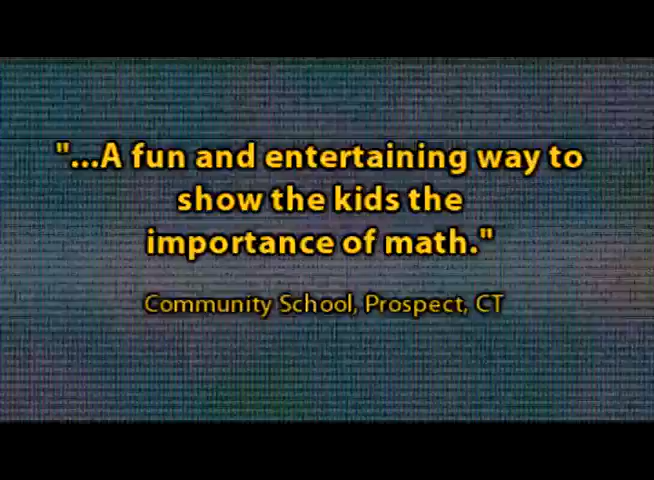 "...A fun and entertaining way to
show the kids the
importance of math."
Community School, Prospect, CT